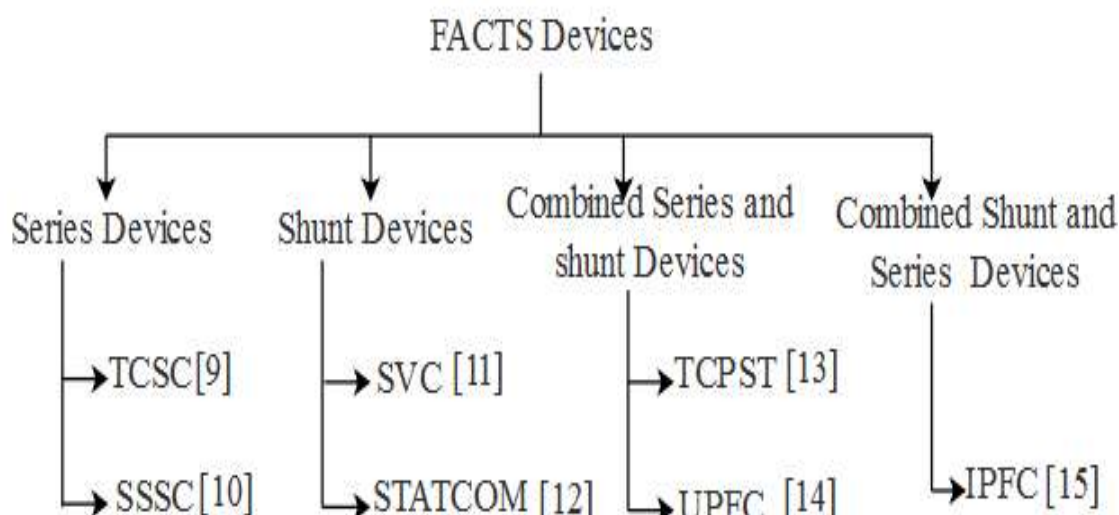 FACTS Devices
Series Devices
Shunt Devices
Combined Series and
shunt Devices
Combined Shunt and
Series Devices
TCSC[9]
SVC [11]
TCPST [13]
SSSC[10]
STATCOM [12]
UPFC [14]
IPFC [15]